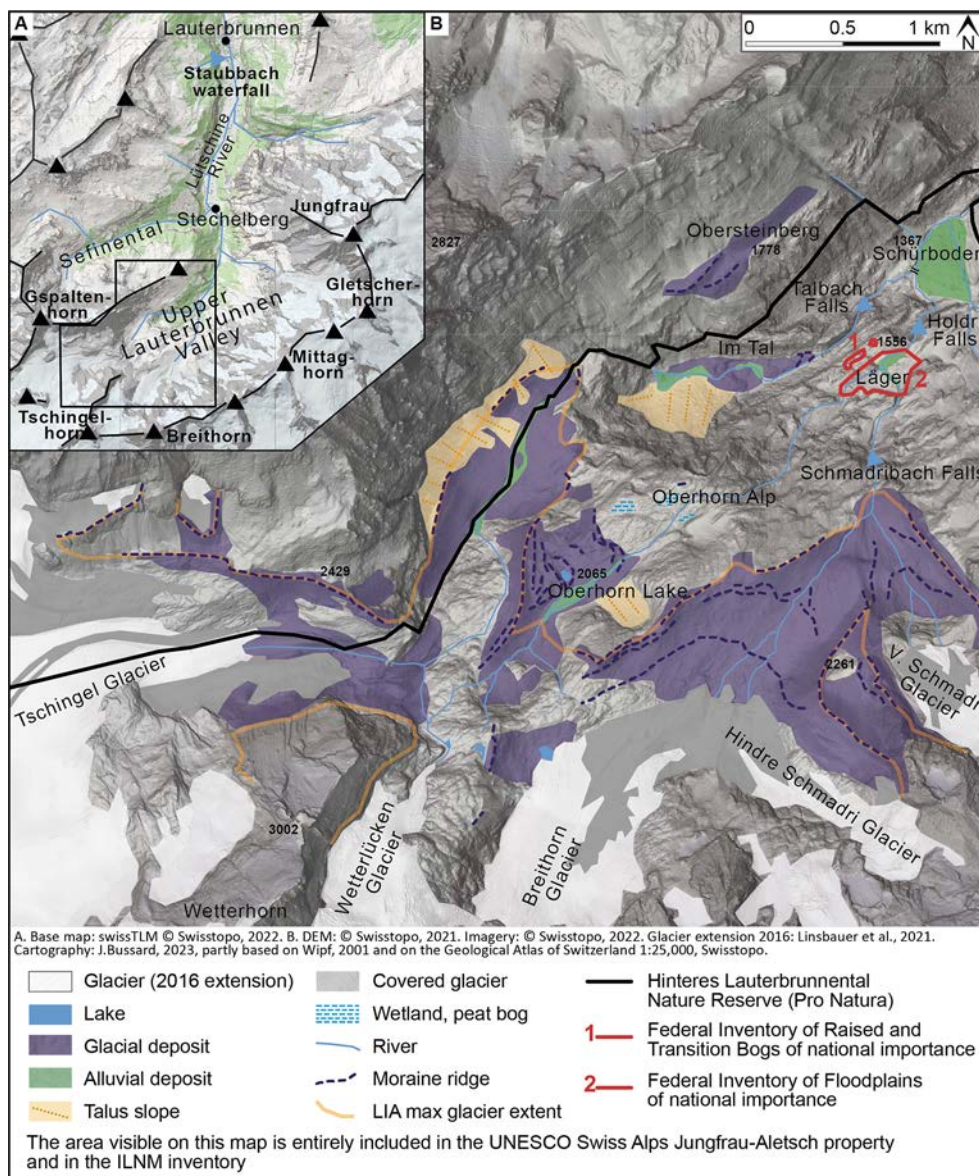 A
Lauterbrunnen
Staubbach
waterfall
Lütschine
River
Stechelberg
Sefinental
Jungfrau
Gspalten-
horn
Upper
Lauterbrunnen
Valley
Gletscher-
horn
Mittag-
horn
Tschingel-
horn
Breithorn
B
0 0.5 1 km
N
2827
Obersteinberg
1778
1367
Schürboden
Talbach
Falls
Holdri
Falls
Im Tal
1
1556
Läger
2
Schmadribach Falls
Oberhorn Alp
2065
Oberhorn Lake
2429
Tschingel Glacier
2261
V. Schmadri
Glacier
Hindre Schmadri Glacier
3002
Wetterlücken
Glacier
Breithorn
Glacier
Wetterhorn
A. Base map: swissTLM © Swisstopo, 2022. B. DEM: © Swisstopo, 2021. Imagery: © Swisstopo, 2022. Glacier extension 2016: Linsbauer et al., 2021.
Cartography: J.Bussard, 2023, partly based on Wipf, 2001 and on the Geological Atlas of Switzerland 1:25,000, Swisstopo.
Glacier (2016 extension)
Lake
Glacial deposit
Alluvial deposit
Talus slope
Covered glacier
Wetland, peat bog
River
Moraine ridge
LIA max glacier extent
Hinteres Lauterbrunnental
Nature Reserve (Pro Natura)
1 Federal Inventory of Raised and
Transition Bogs of national importance
2 Federal Inventory of Floodplains
of national importance
The area visible on this map is entirely included in the UNESCO Swiss Alps Jungfrau-Aletsch property
and in the ILNM inventory